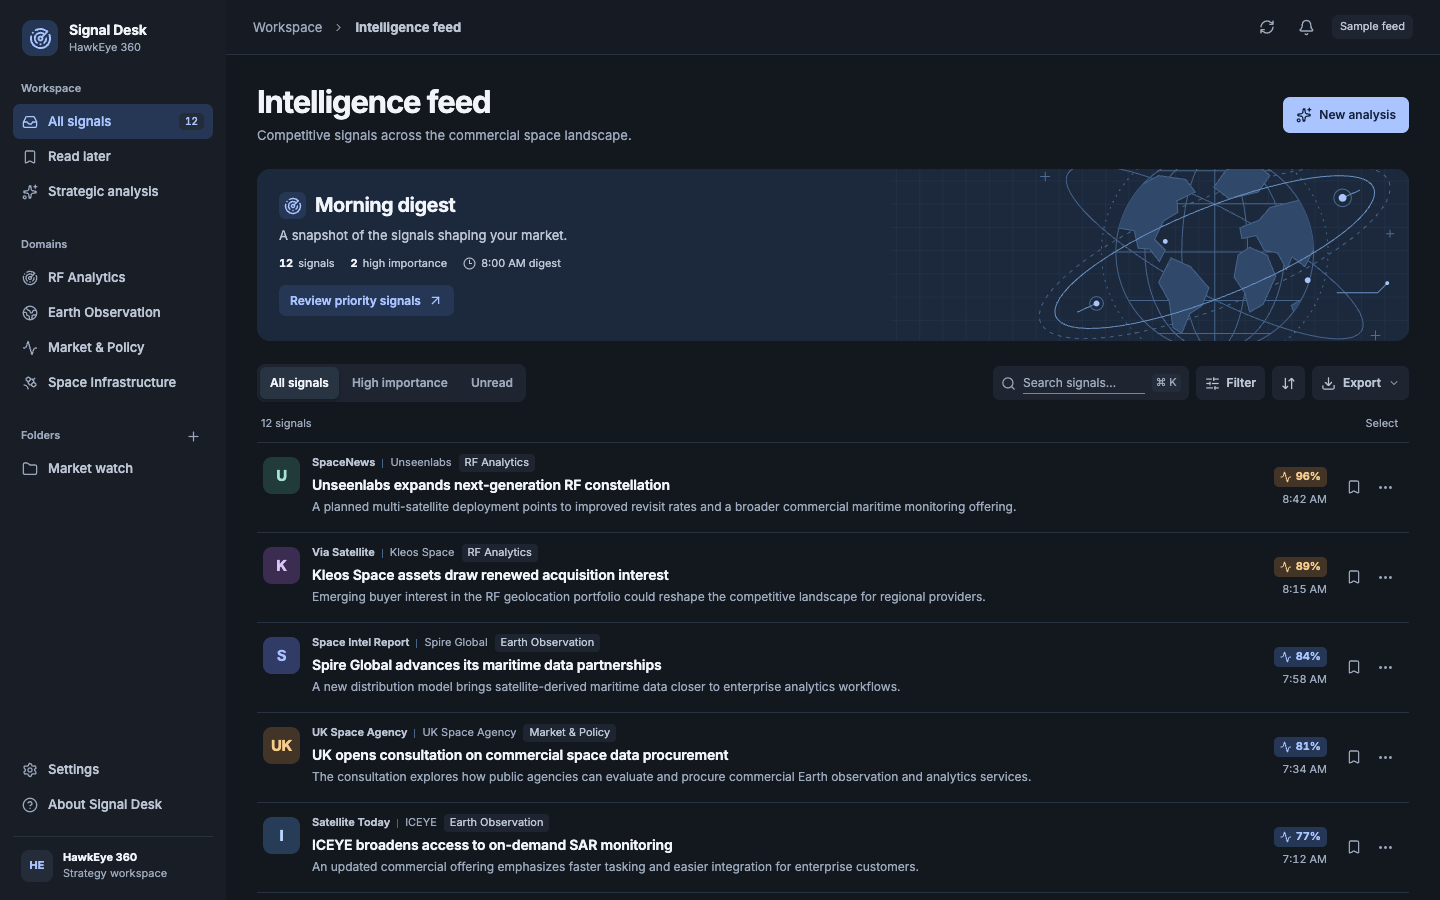 Signal Desk
HawkEye 360
Workspace
All signals 12
Read later
Strategic analysis
Domains
RF Analytics
Earth Observation
Market & Policy
Space Infrastructure
Folders
Market watch
Settings
About Signal Desk
HE
HawkEye 360
Strategy workspace
Workspace > Intelligence feed
Sample feed
Intelligence feed
Competitive signals across the commercial space landscape.
New analysis
Morning digest
A snapshot of the signals shaping your market.
12 signals 2 high importance 8:00 AM digest
Review priority signals
All signals High importance Unread
Search signals... ⌘ K Filter Export
12 signals Select
U
SpaceNews | Unseenlabs RF Analytics
Unseenlabs expands next-generation RF constellation
A planned multi-satellite deployment points to improved revisit rates and a broader commercial maritime monitoring offering.
96%
8:42 AM
K
Via Satellite | Kleos Space RF Analytics
Kleos Space assets draw renewed acquisition interest
Emerging buyer interest in the RF geolocation portfolio could reshape the competitive landscape for regional providers.
89%
8:15 AM
S
Space Intel Report | Spire Global Earth Observation
Spire Global advances its maritime data partnerships
A new distribution model brings satellite-derived maritime data closer to enterprise analytics workflows.
84%
7:58 AM
UK
UK Space Agency | UK Space Agency Market & Policy
UK opens consultation on commercial space data procurement
The consultation explores how public agencies can evaluate and procure commercial Earth observation and analytics services.
81%
7:34 AM
I
Satellite Today | ICEYE Earth Observation
ICEYE broadens access to on-demand SAR monitoring
An updated commercial offering emphasizes faster tasking and easier integration for enterprise customers.
77%
7:12 AM